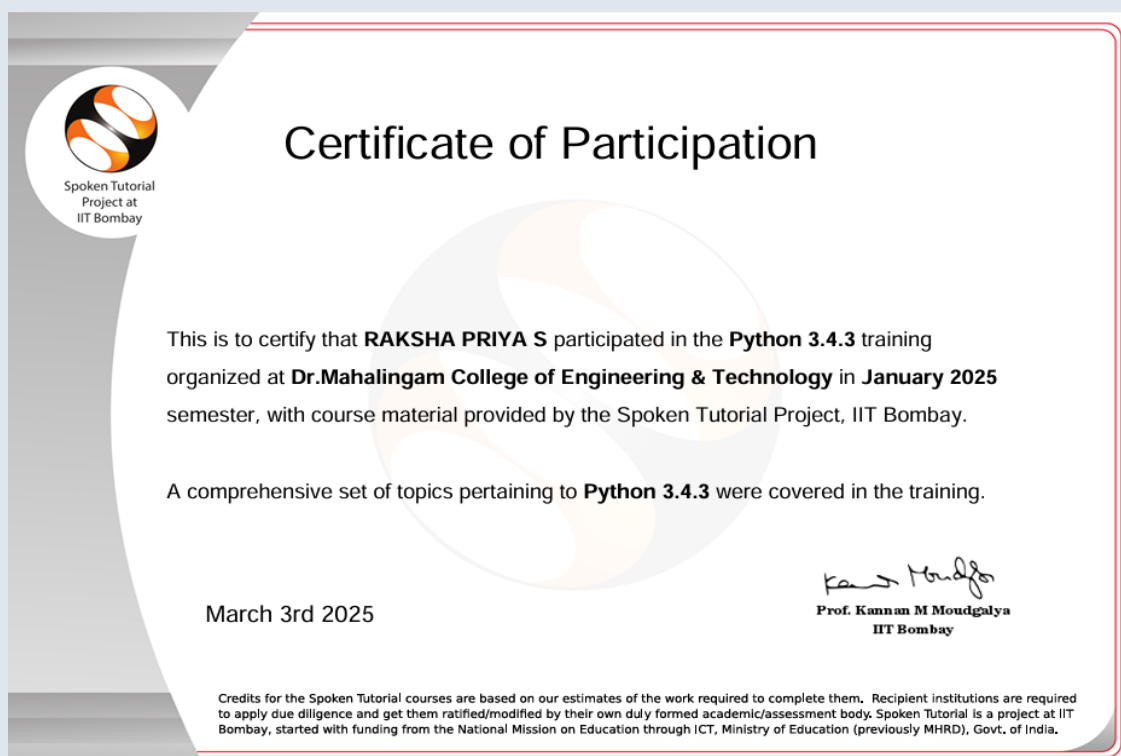 Spoken Tutorial
Project at
IIT Bombay
Certificate of Participation
This is to certify that RAKSHA PRIYA S participated in the Python 3.4.3 training
organized at Dr.Mahalingam College of Engineering & Technology in January 2025
semester, with course material provided by the Spoken Tutorial Project, IIT Bombay.
A comprehensive set of topics pertaining to Python 3.4.3 were covered in the training.
March 3rd 2025
Kannan Moudgalya
Prof. Kannan M Moudgalya
IIT Bombay
Credits for the Spoken Tutorial courses are based on our estimates of the work required to complete them. Recipient institutions are required
to apply due diligence and get them ratified/modified by their own duly formed academic/assessment body. Spoken Tutorial is a project at IIT
Bombay, started with funding from the National Mission on Education through ICT, Ministry of Education (previously MHRD), Govt. of India.